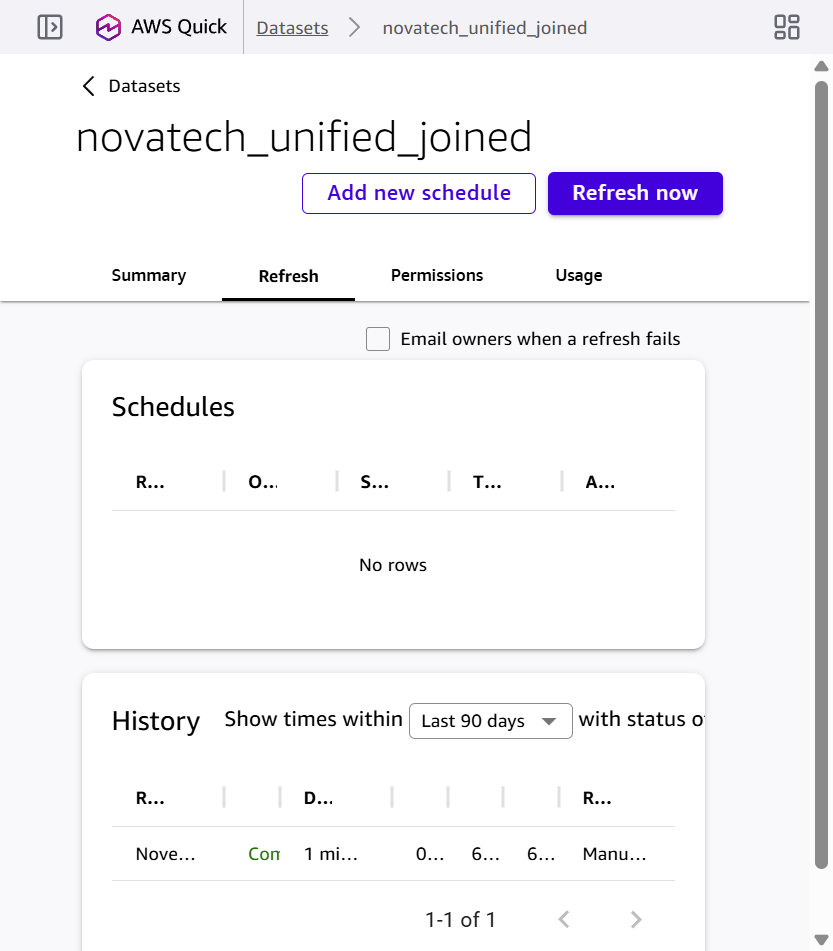 AWS Quick Datasets novatech_unified_joined
Datasets
novatech_unified_joined
Add new schedule Refresh now
Summary Refresh Permissions Usage
Email owners when a refresh fails
Schedules
R... O... S... T... A...
No rows
History Show times within Last 90 days with status of
R... D... R...
Nove... Com 1 mi... 0... 6... 6... Manu...
1-1 of 1